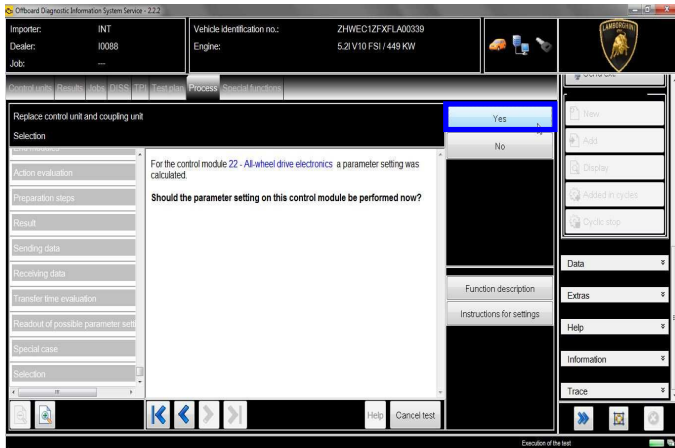 Offboard Diagnostic Information System Service - 2.2.2
Importer: INT
Dealer: I0088
Job: ---
Vehicle identification no.: ZHWEC1ZFXFLA00339
Engine: 5.2l V10 FSI / 449 KW
LAMBORGHINI
Control units Results Jobs DISS TPI Test plan Process Special functions
Replace control unit and coupling unit
Selection
Action evaluation
Preparation steps
Result
Sending data
Receiving data
Transfer time evaluation
Readout of possible parameter sett
Special case
Selection
For the control module 22 - All-wheel drive electronics a parameter setting was
calculated.
Should the parameter setting on this control module be performed now?
Yes
No
Function description
Instructions for settings
Help
Cancel test
New
Add
Display
Added in cycles
Cyclic stop
Data
Extras
Help
Information
Trace
Execution of the test